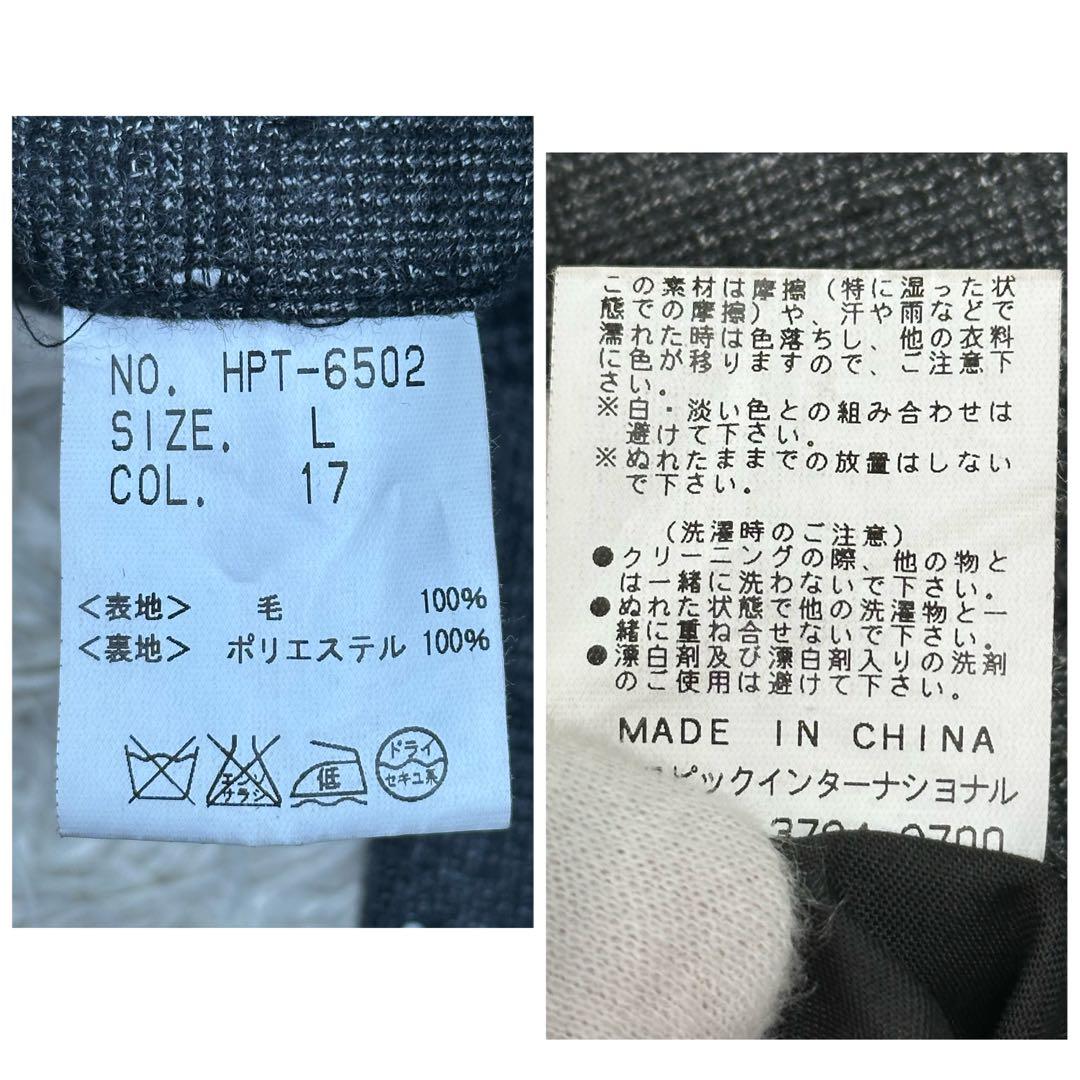 NO. HPT-6502
SIZE. L
COL. 17
<表地> 毛 100%
<裏地> ポリエステル 100%
エンソ
サラシ
低
ドライ
セキユ系
この素材は摩擦(特に湿った状
態での摩擦)や、汗や雨などで
濡れた時は色落ちし、他の衣料
に色が移りますので、ご注意下
さい。
※白・淡い色との組み合わせは
避けて下さい。
※ぬれたままでの放置はしない
で下さい。
(洗濯時のご注意)
●クリーニングの際、他の物と
は一緒に洗わないで下さい。
●ぬれた状態で他の洗濯物と一
緒に重ね合せないで下さい。
●漂白剤及び漂白剤入りの洗剤
のご使用は避けて下さい。
MADE IN CHINA
ピックインターナショナル